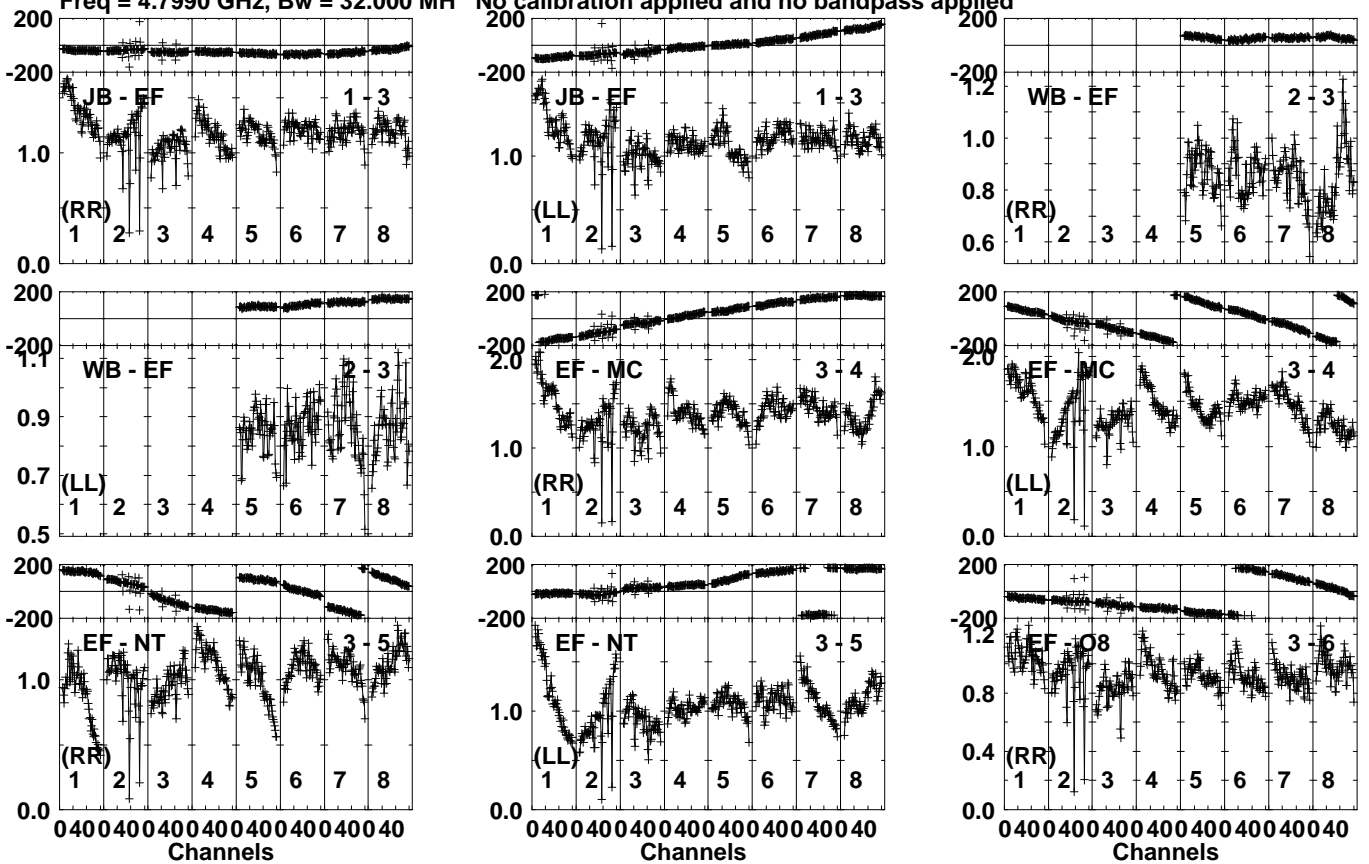 Freq = 4.7990 GHz, Bw = 32.000 MH No calibration applied and no bandpass applied
200
-200
JB - EF
1 - 3
1.0
(RR)
1 2 3 4 5 6 7 8
0.0
200
-200
JB - EF
1 - 3
1.0
(LL)
1 2 3 4 5 6 7 8
0.0
200
-200
1.2
WB - EF
2 - 3
1.0
0.8
(RR)
0.6
1 2 3 4 5 6 7 8
200
-200
1.1
WB - EF
2 - 3
0.9
0.7
(LL)
1 2 3 4 5 6 7 8
0.5
200
-200
2.0
EF - MC
3 - 4
1.0
(RR)
1 2 3 4 5 6 7 8
0.0
200
-200
2.0
EF - MC
3 - 4
1.0
(LL)
1 2 3 4 5 6 7 8
0.0
200
-200
EF - NT
3 - 5
1.0
(RR)
1 2 3 4 5 6 7 8
0.0
0 40 0 40 0 40 0 40 0 40 0 40 0 40 0 40
Channels
200
-200
EF - NT
3 - 5
1.0
(LL)
1 2 3 4 5 6 7 8
0.0
0 40 0 40 0 40 0 40 0 40 0 40 0 40 0 40
Channels
200
-200
1.2
EF - O8
3 - 6
0.8
0.4
(RR)
1 2 3 4 5 6 7 8
0.0
0 40 0 40 0 40 0 40 0 40 0 40 0 40 0 40
Channels